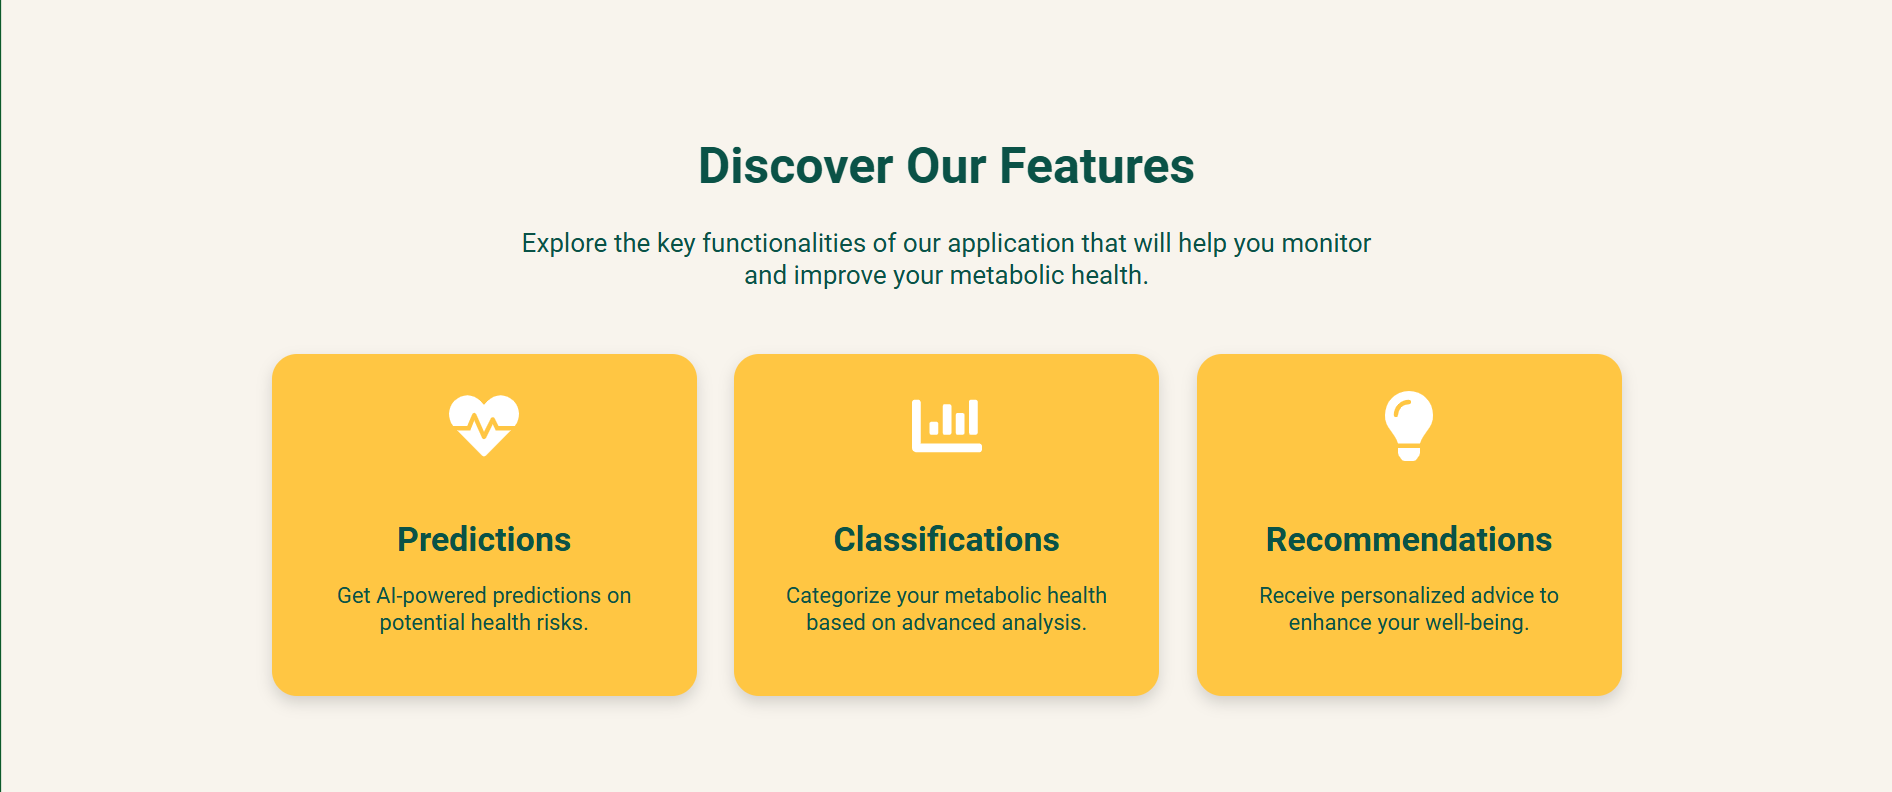 Discover Our Features
Explore the key functionalities of our application that will help you monitor
and improve your metabolic health.
Predictions
Get AI-powered predictions on
potential health risks.
Classifications
Categorize your metabolic health
based on advanced analysis.
Recommendations
Receive personalized advice to
enhance your well-being.